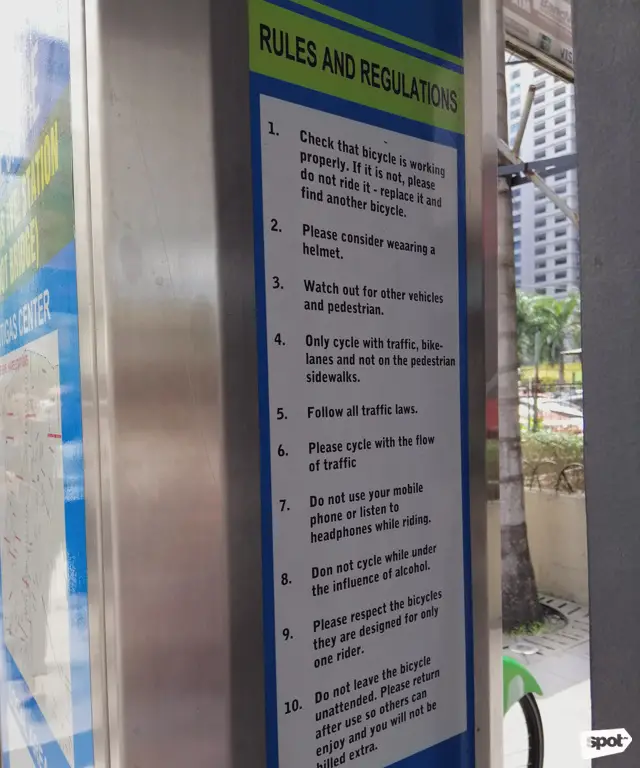 RULES AND REGULATIONS
1. Check that bicycle is working
properly. If it is not, please
do not ride it - replace it and
find another bicycle.
2. Please consider weaaring a
helmet.
3. Watch out for other vehicles
and pedestrian.
4. Only cycle with traffic, bike-
lanes and not on the pedestrian
sidewalks.
5. Follow all traffic laws.
6. Please cycle with the flow
of traffic
7. Do not use your mobile
phone or listen to
headphones while riding.
8. Don not cycle while under
the influence of alcohol.
9. Please respect the bicycles
they are designed for only
one rider.
10. Do not leave the bicycle
unattended. Please return
after use so others can
enjoy and you will not be
billed extra.
CENTER
spot